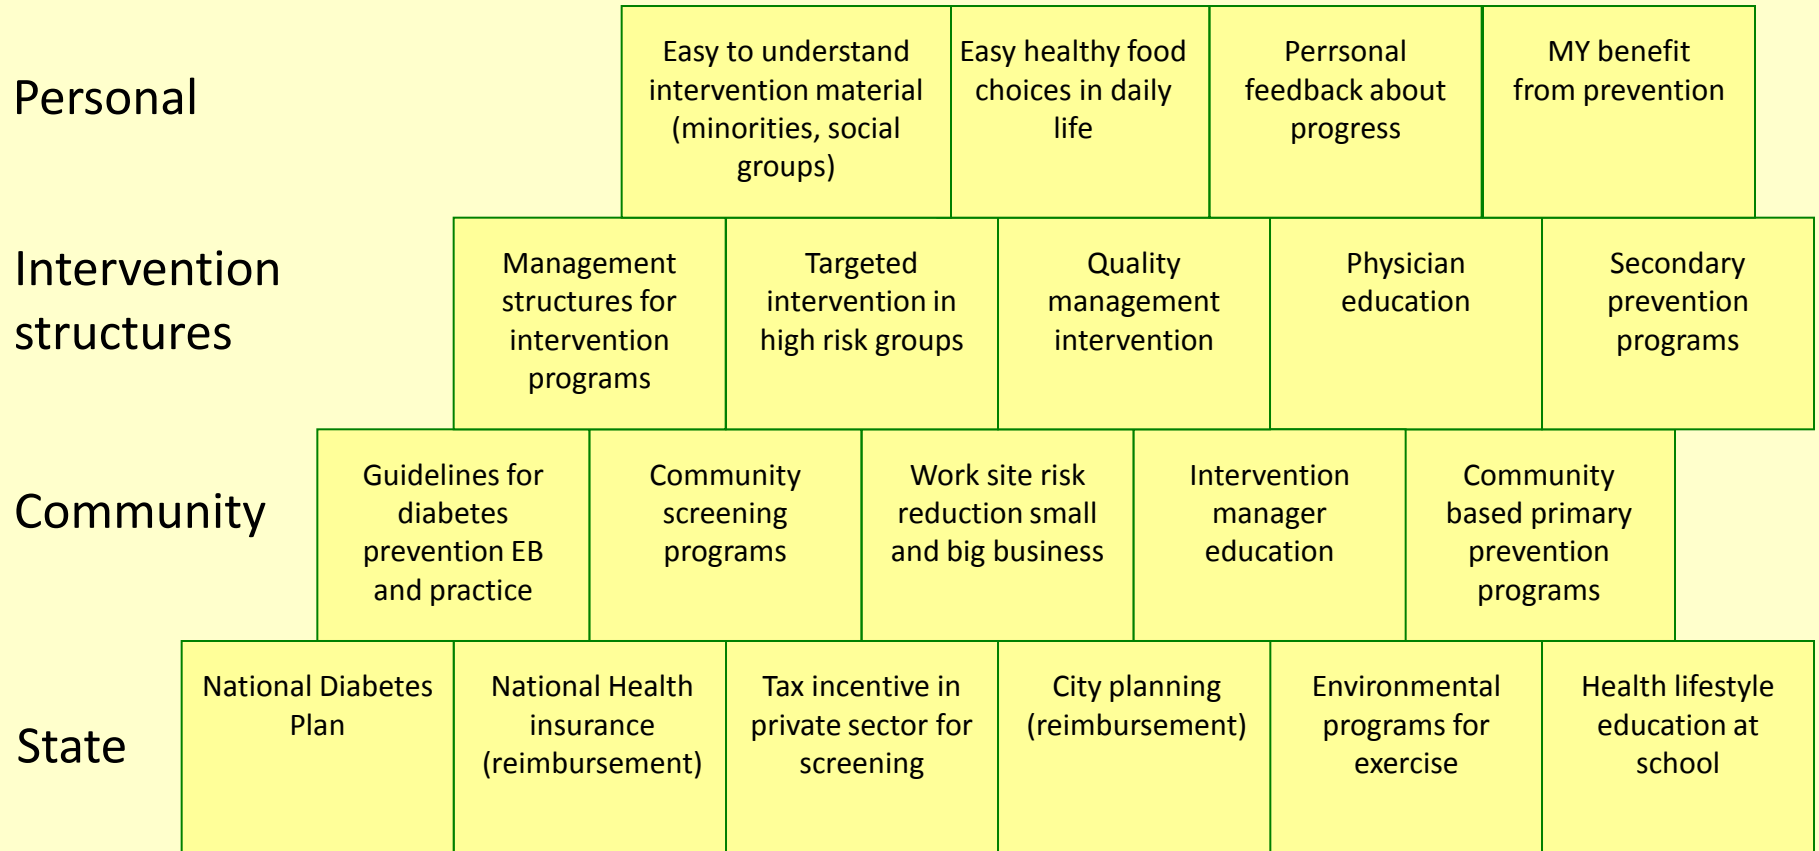 Personal
Easy to understand
intervention material
(minorities, social
groups)
Easy healthy food
choices in daily
life
Perrsonal
feedback about
progress
MY benefit
from prevention
Intervention
structures
Management
structures for
intervention
programs
Targeted
intervention in
high risk groups
Quality
management
intervention
Physician
education
Secondary
prevention
programs
Community
Guidelines for
diabetes
prevention EB
and practice
Community
screening
programs
Work site risk
reduction small
and big business
Intervention
manager
education
Community
based primary
prevention
programs
State
National Diabetes
Plan
National Health
insurance
(reimbursement)
Tax incentive in
private sector for
screening
City planning
(reimbursement)
Environmental
programs for
exercise
Health lifestyle
education at
school